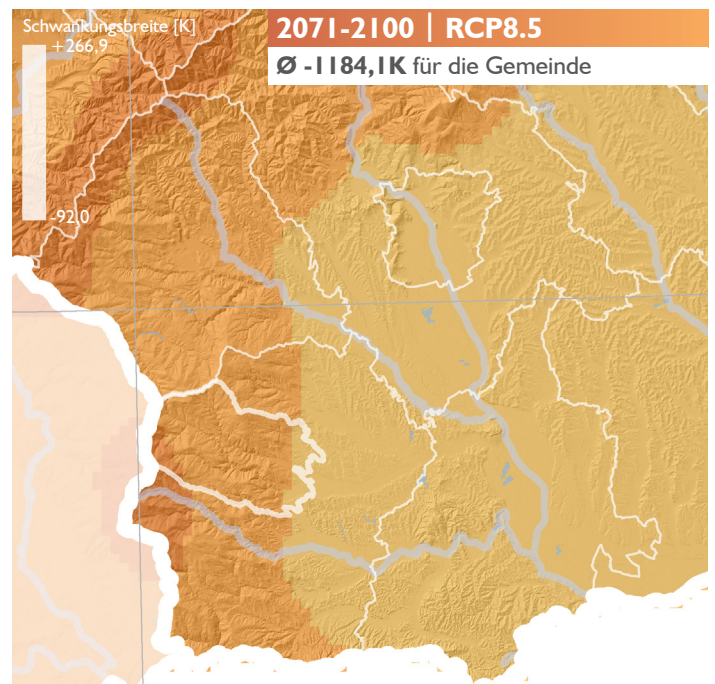 Schwankungsbreite [K]
+266,9
-92,0
2071-2100 | RCP8.5
Ø -1184,1K für die Gemeinde